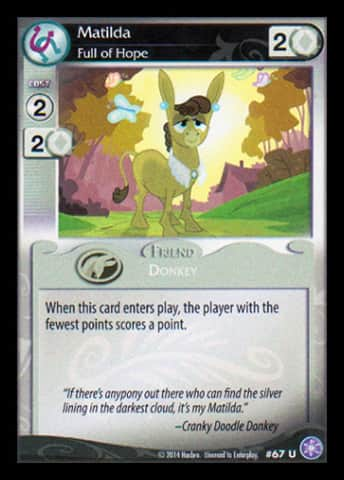 Matilda
Full of Hope
2
COST
2
2
FRIEND
DONKEY
When this card enters play, the player with the
fewest points scores a point.
"If there's anypony out there who can find the silver
lining in the darkest cloud, it's my Matilda."
–Cranky Doodle Donkey
© 2014 Hasbro. Licensed to Enterplay. #67 U